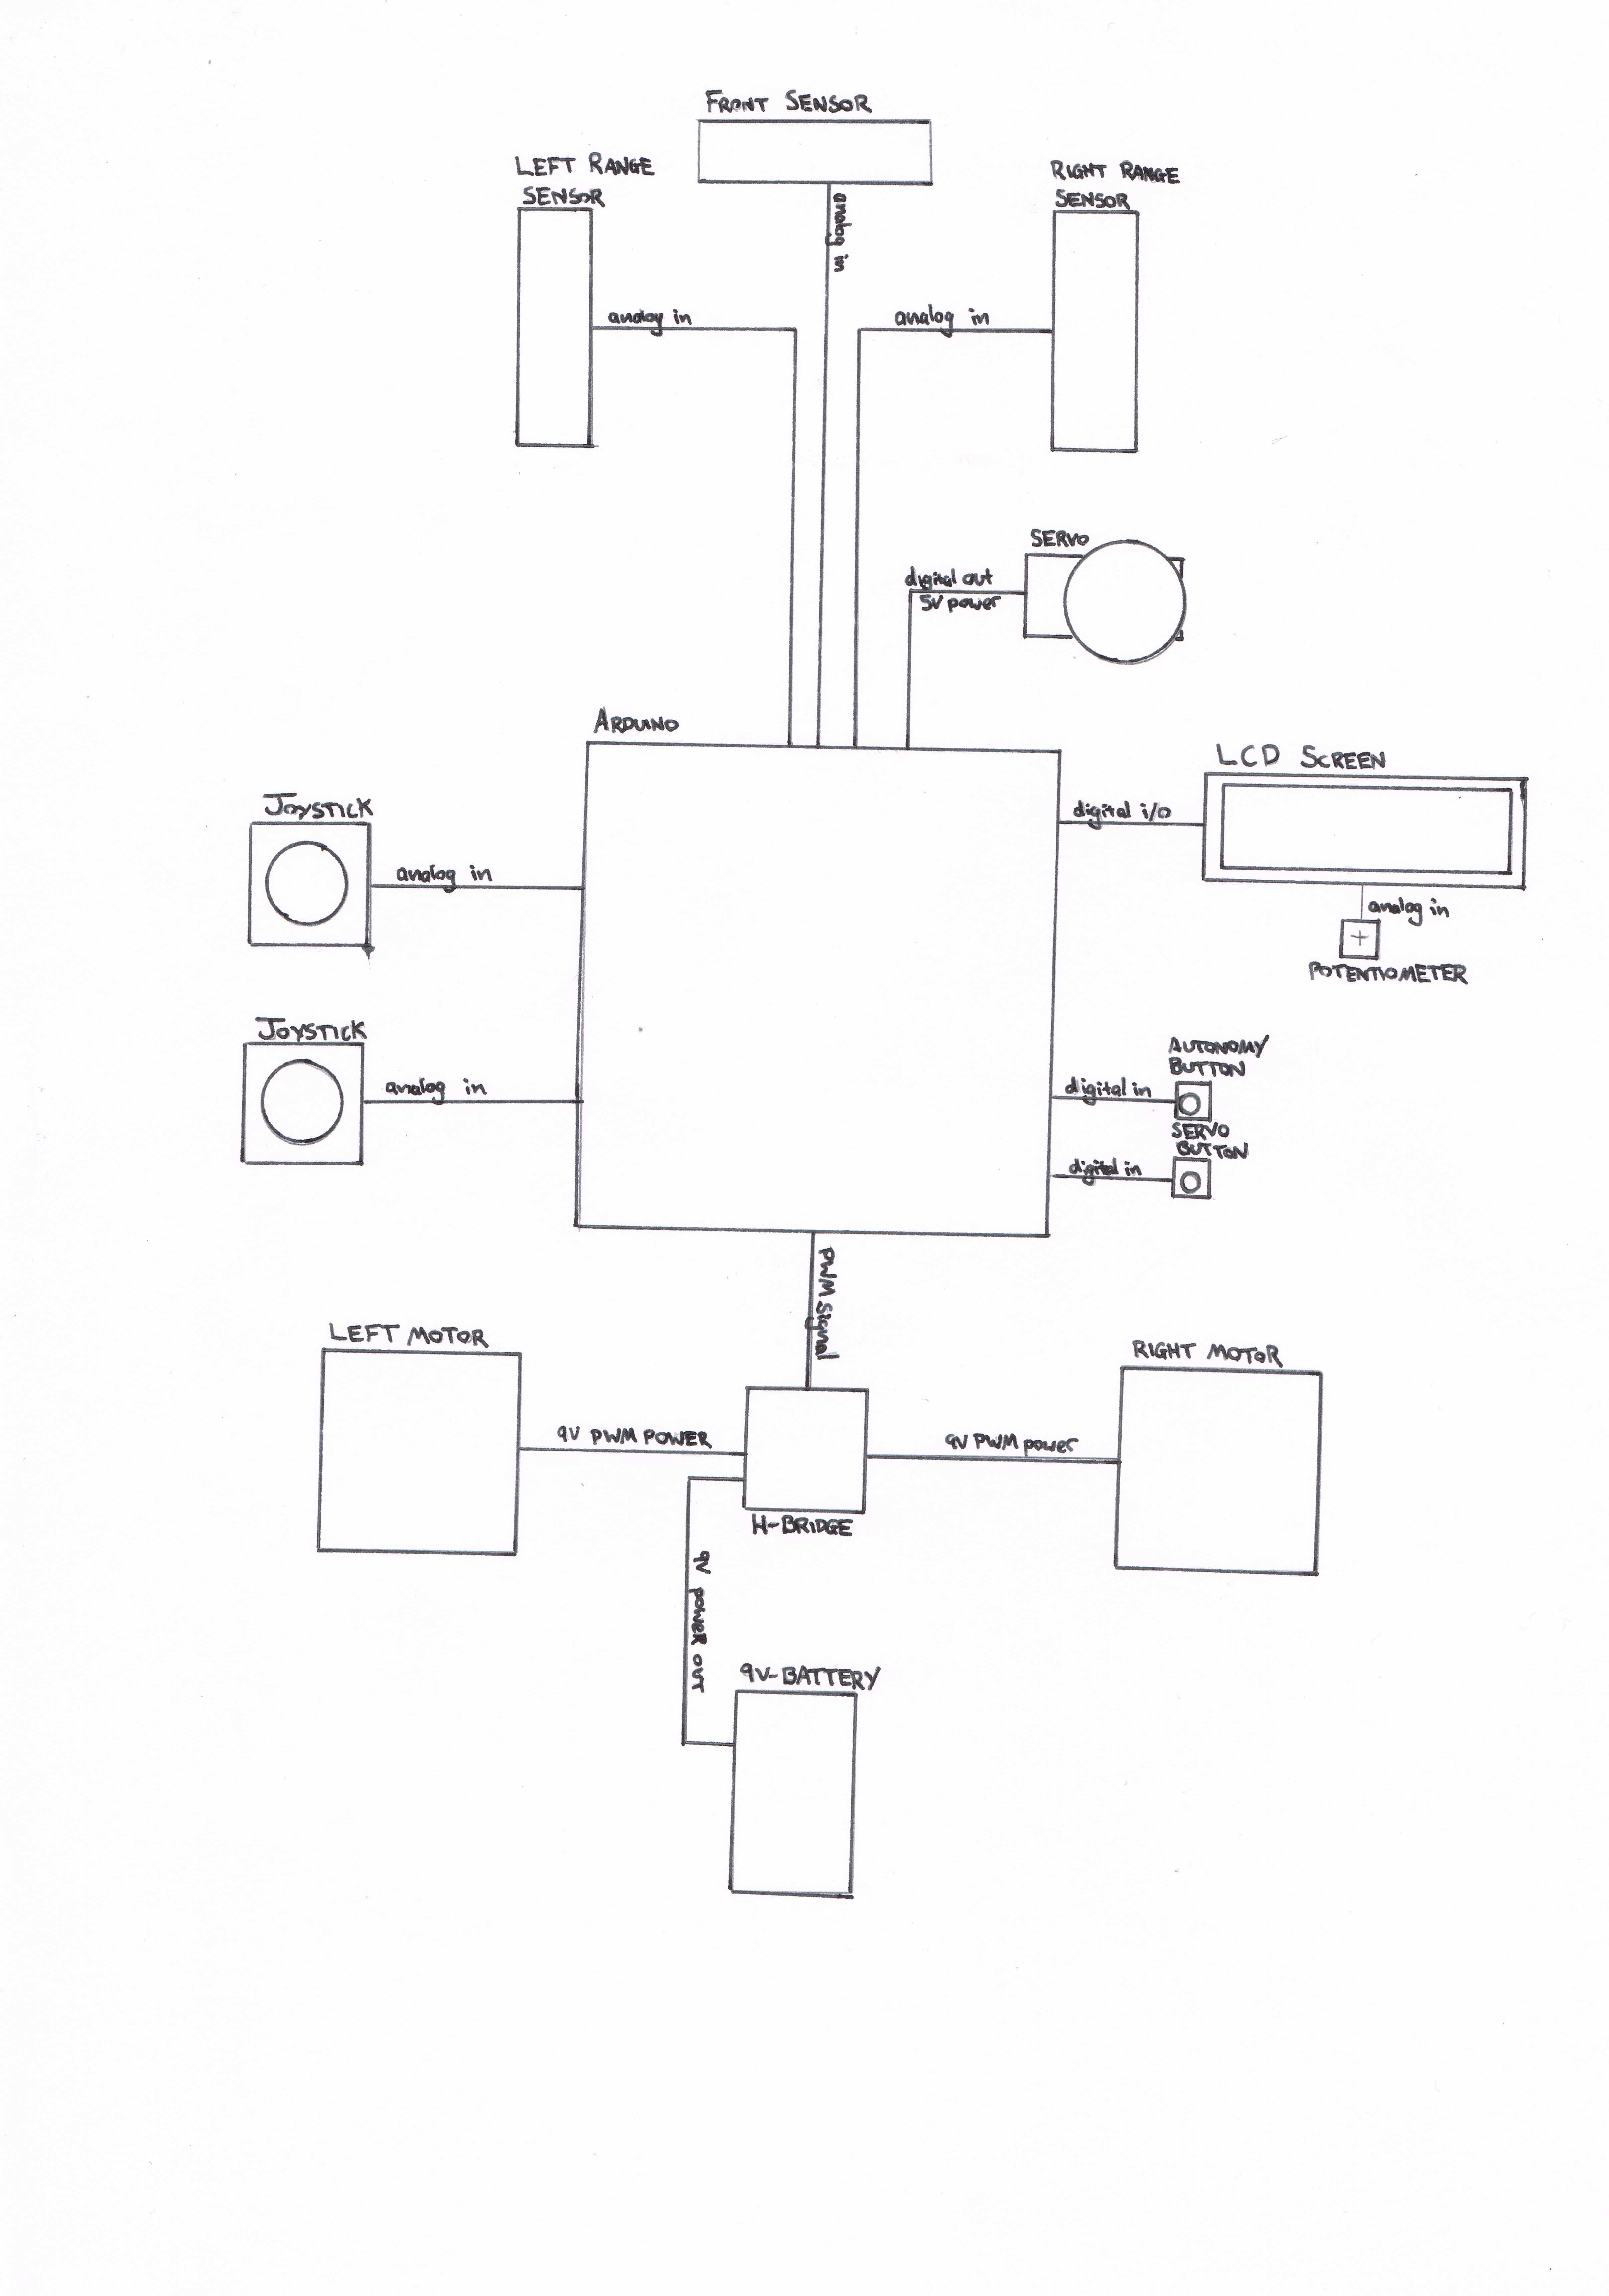 FRONT SENSOR
LEFT RANGE
SENSOR
RIGHT RANGE
SENSOR
analog in
analog in
analog in
SERVO
digital out
5V power
ARDUINO
LCD SCREEN
JOYSTICK
digital i/o
analog in
analog in
POTENTIOMETER
JOYSTICK
AUTONOMY
BUTTON
analog in
digital in
SERVO
BUTTON
digital in
PWM signal
LEFT MOTOR
RIGHT MOTOR
9V PWM POWER
9V PWM power
H-BRIDGE
9V poweR out
9V-BATTERY